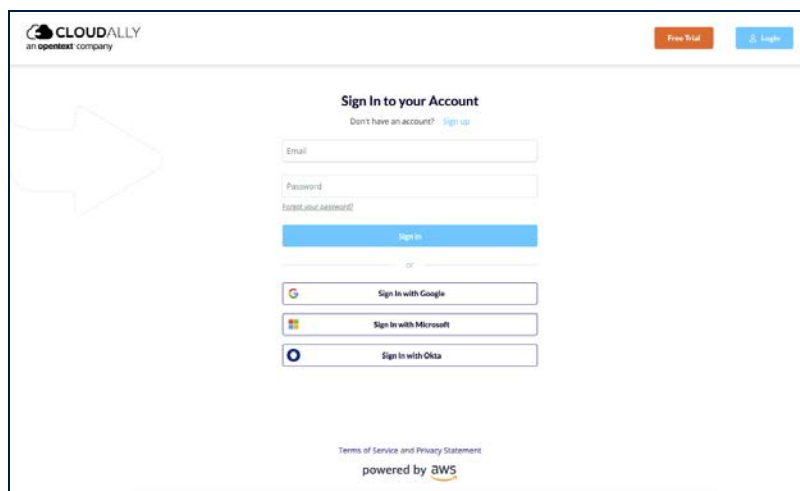 CLOUDALLY
an opentext company
Free Trial
Login
Sign In to your Account
Don't have an account? Sign up
Email
Password
Forgot your password?
Sign In
or
Sign In with Google
Sign In with Microsoft
Sign In with Okta
Terms of Service and Privacy Statement
powered by aws